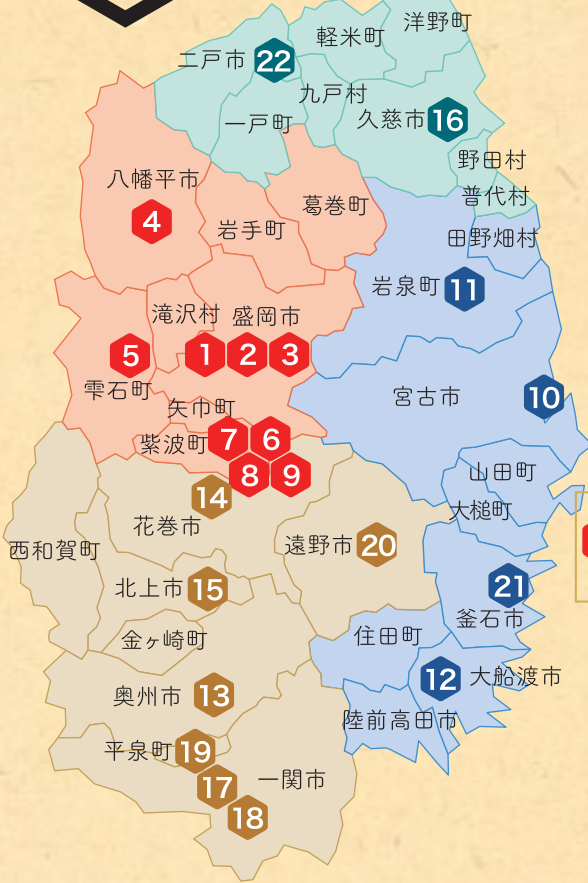 洋野町
軽米町
二戸市
22
九戸村
一戸町
久慈市
16
野田村
八幡平市
普代村
葛巻町
4
岩手町
田野畑村
岩泉町
11
滝沢村
盛岡市
5
1
2
3
雫石町
宮古市
10
矢巾町
紫波町
7
6
8
9
山田町
14
大槌町
花巻市
西和賀町
遠野市
20
北上市
15
21
釜石市
金ヶ崎町
住田町
12
大船渡市
奥州市
13
陸前高田市
平泉町
19
17
一関市
18